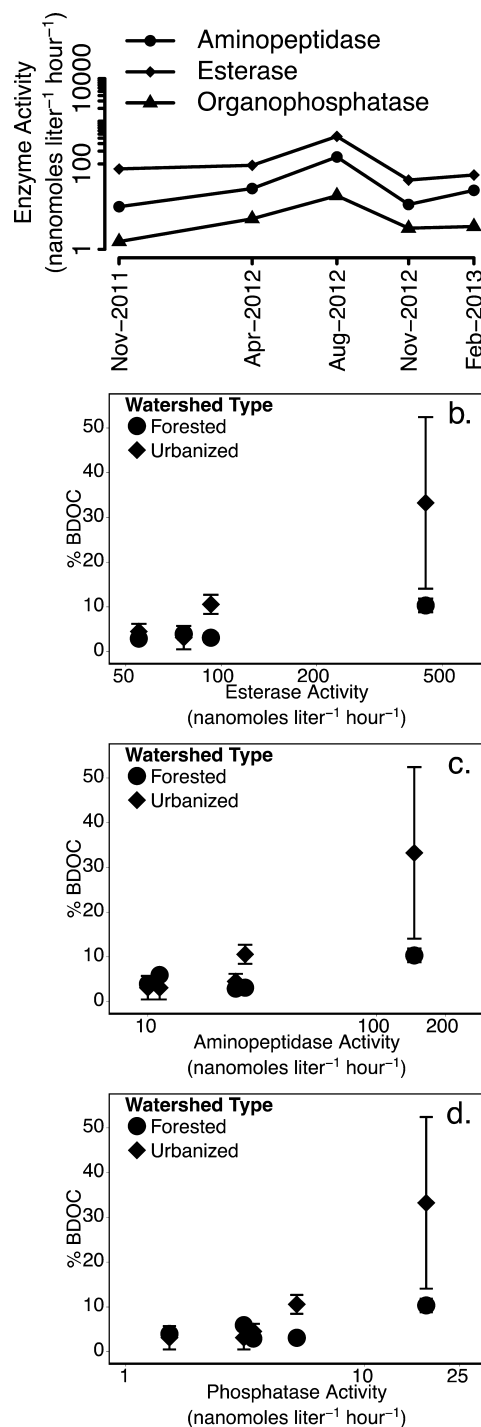 Aminopeptidase
Esterase
Organophosphatase
Enzyme Activity
(nanomoles liter⁻¹ hour⁻¹)
10000
100
1
Nov−2011
Apr−2012
Aug−2012
Nov−2012
Feb−2013
Watershed Type
b.
Forested
Urbanized
% BDOC
50
40
30
20
10
0
50 100 200 500
Esterase Activity
(nanomoles liter⁻¹ hour⁻¹)
Watershed Type
c.
Forested
Urbanized
% BDOC
50
40
30
20
10
0
10 100 200
Aminopeptidase Activity
(nanomoles liter⁻¹ hour⁻¹)
Watershed Type
d.
Forested
Urbanized
% BDOC
50
40
30
20
10
0
1 10 25
Phosphatase Activity
(nanomoles liter⁻¹ hour⁻¹)